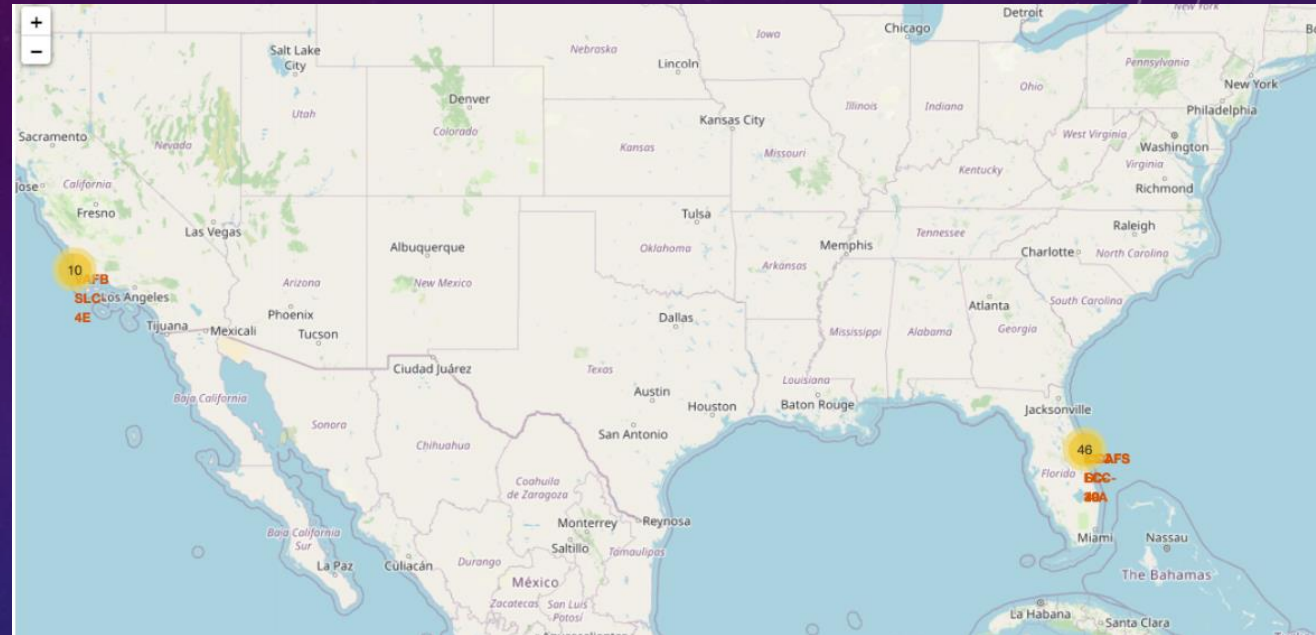 +
−
Detroit
New York
Chicago
Iowa
Salt Lake
City
Nebraska
Lincoln
Pennsylvania
New York
Denver
Utah
Illinois
Indiana
Ohio
Philadelphia
Kansas City
Colorado
Sacramento
Nevada
Kansas
Missouri
West Virginia
Washington
Virginia
Kentucky
Jose
California
Richmond
Fresno
Tulsa
Las Vegas
Raleigh
Albuquerque
Oklahoma
Memphis
Tennessee
Charlotte
North Carolina
10
Arkansas
Arizona
New Mexico
SLC-
Los Angeles
4E
Phoenix
Atlanta
South Carolina
Tijuana
Mexicali
Tucson
Dallas
Mississippi
Alabama
Georgia
Ciudad Juárez
Texas
Louisiana
Baja California
Austin
Houston
Baton Rouge
Jacksonville
Sonora
San Antonio
Chihuahua
46
AFS
Florida
Coahuila
de Zaragoza
Monterrey
Reynosa
Baja California
Sur
Saltillo
Tamaulipas
Miami
Nassau
Durango
La Paz
Culiacán
México
The Bahamas
Zacatecas
San Luis
Potosí
La Habana
Santa Clara